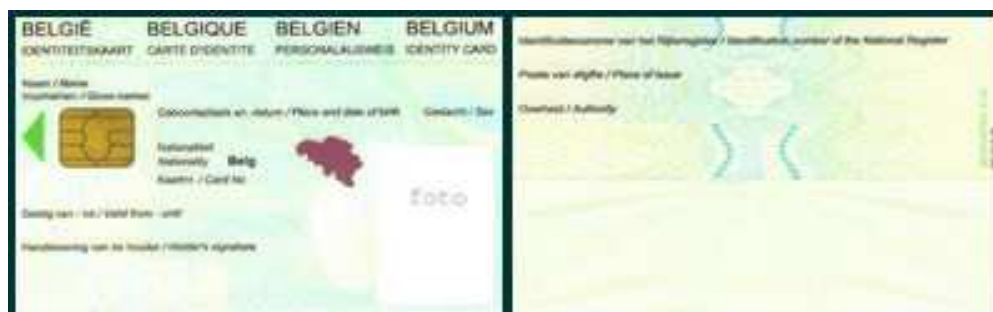 BELGIË BELGIQUE BELGIEN BELGIUM
IDENTITEITSKAART CARTE D'IDENTITE PERSONALAUSWEIS IDENTITY CARD
Naam / Name
Voornamen / Given names
Geboorteplaats en -datum / Place and date of birth Geslacht / Sex
Nationaliteit
Nationality Belg
Kaartnr. / Card No
Geldig van - tot / Valid from - until
Handtekening van de houder / Holder's signature
foto
Identificatienummer van het Rijksregister / Identification number of the National Register
Plaats van afgifte / Place of issue
Overheid / Authority